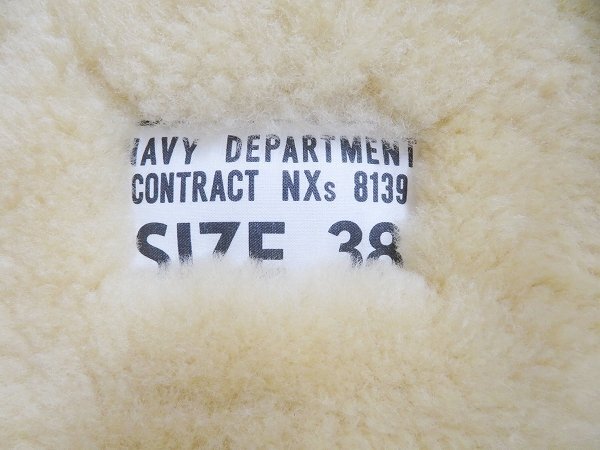 NAVY DEPARTMENT
CONTRACT NXs 8139
SIZE 38